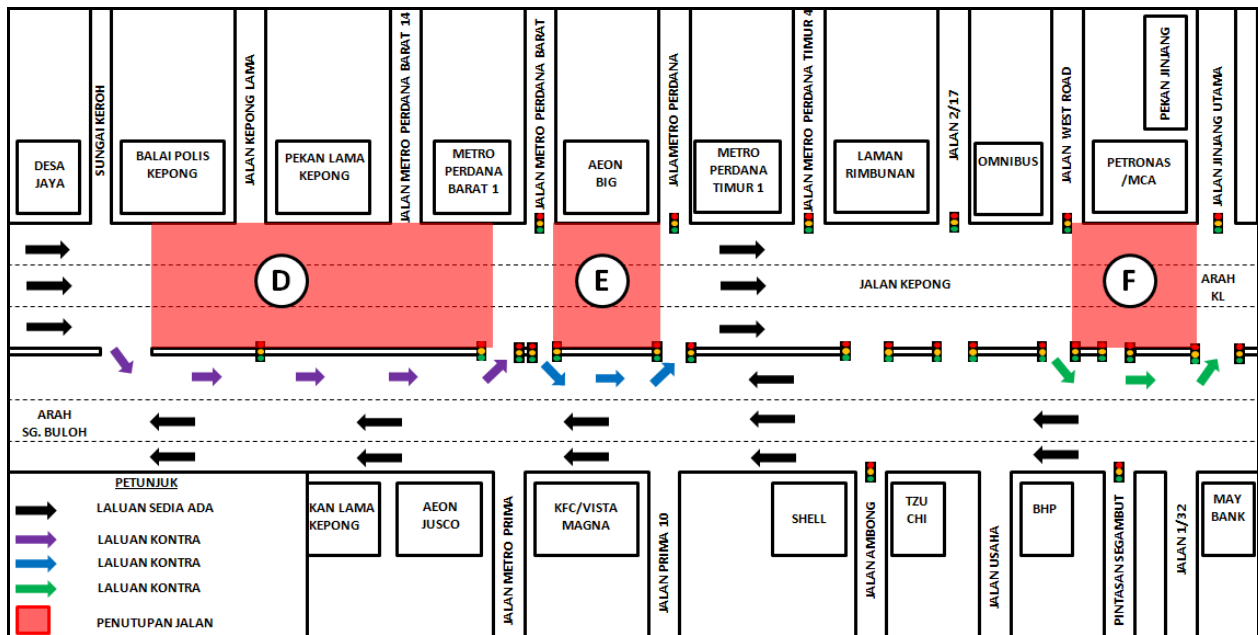 SUNGAI KEROH
JALAN KEPONG LAMA
JALAN METRO PERDANA BARAT 14
JALAN METRO PERDANA BARAT
JALAMETRO PERDANA
JALAN METRO PERDANA TIMUR 4
JALAN 2/17
JALAN WEST ROAD
PEKAN JINJANG
JALAN JINJANG UTAMA
DESA
JAYA
BALAI POLIS
KEPONG
PEKAN LAMA
KEPONG
METRO
PERDANA
BARAT 1
AEON
BIG
METRO
PERDANA
TIMUR 1
LAMAN
RIMBUNAN
OMNIBUS
PETRONAS
/MCA
D
E
JALAN KEPONG
F
ARAH
KL
ARAH
SG. BULOH
PETUNJUK
LALUAN SEDIA ADA
LALUAN KONTRA
LALUAN KONTRA
LALUAN KONTRA
PENUTUPAN JALAN
KAN LAMA
KEPONG
AEON
JUSCO
JALAN METRO PRIMA
KFC/VISTA
MAGNA
JALAN PRIMA 10
SHELL
JALAN AMBONG
TZU
CHI
JALAN USAHA
BHP
PINTASAN SEGAMBUT
JALAN 1/32
MAY
BANK